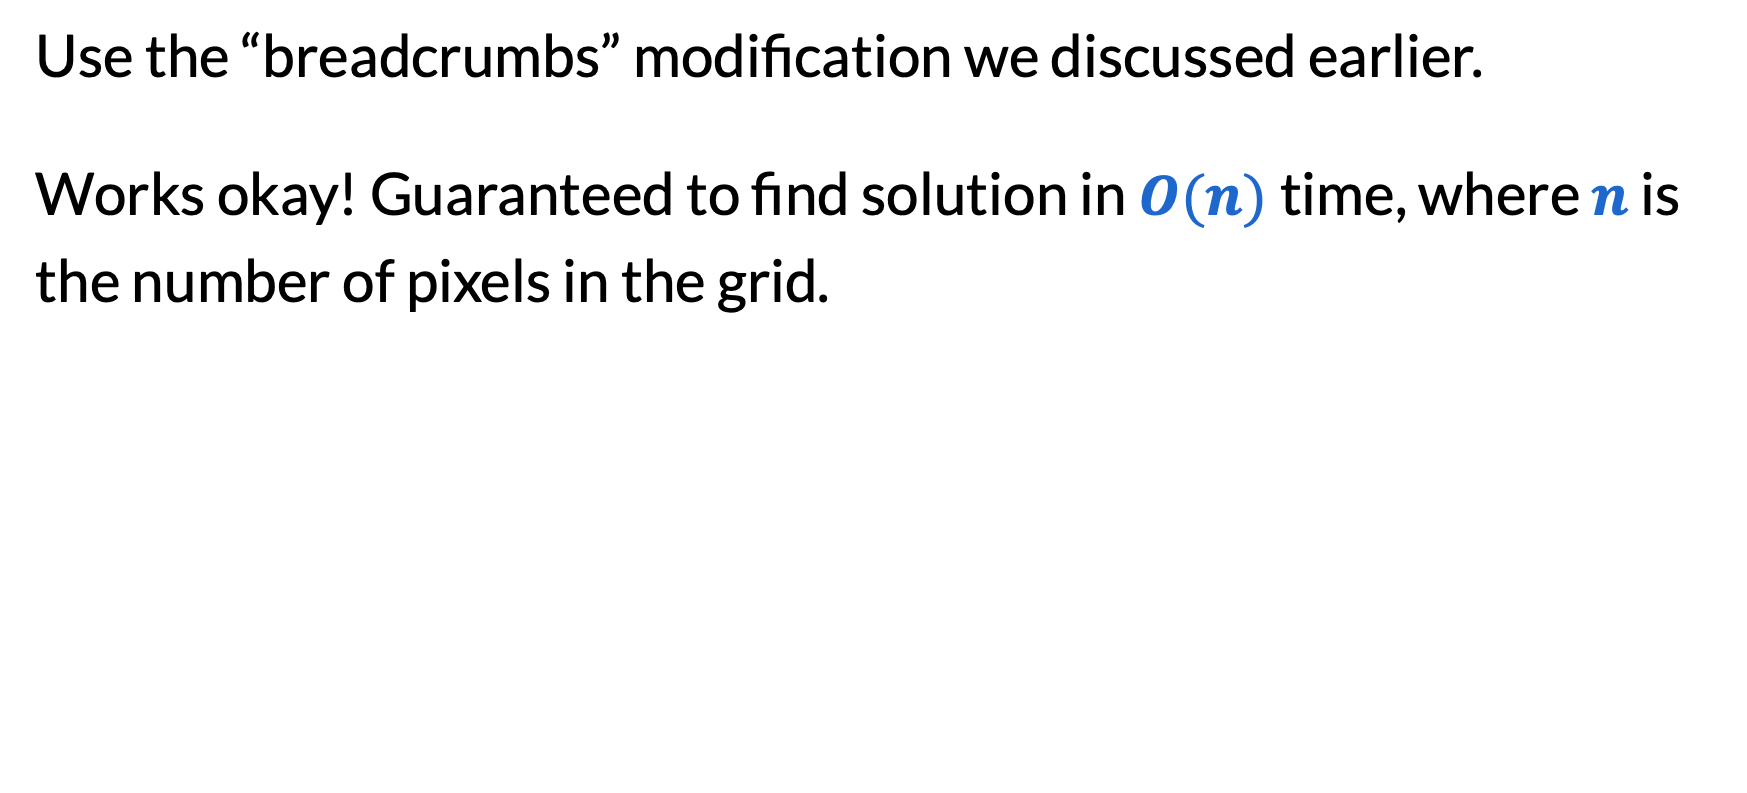 Use the “breadcrumbs” modification we discussed earlier.
Works okay! Guaranteed to find solution in O(n) time, where n is
the number of pixels in the grid.